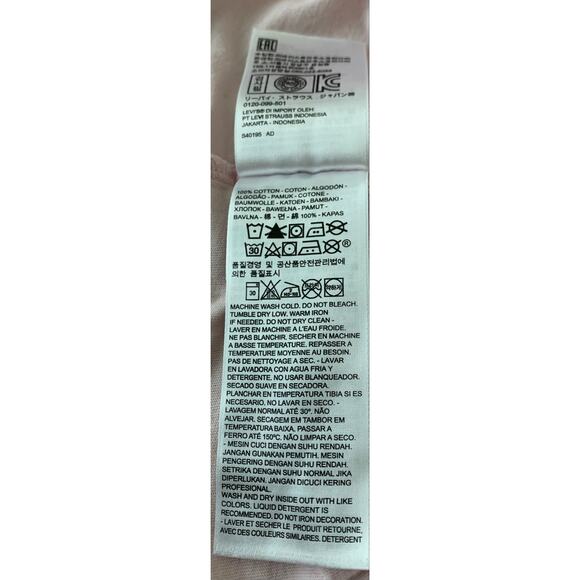 EAC
リーバイ・ストラウス ジャパン㈱
0120-099-501
LEVI'S® DI IMPORT OLEH
PT LEVI STRAUSS INDONESIA
JAKARTA - INDONESIA
S40195 AD
100% COTTON - COTON - ALGODÓN -
ALGODÃO - PAMUK - COTONE -
BAUMWOLLE - KATOEN - BAMBAKI -
ХЛОПОК - BAWEŁNA - PAMUT -
BAVLNA - 棉 - 면 - 綿 100% - KAPAS
30 ®
품질경영 및 공산품안전관리법에
의한 품질표시
30
MACHINE WASH COLD. DO NOT BLEACH.
TUMBLE DRY LOW. WARM IRON
IF NEEDED. DO NOT DRY CLEAN -
LAVER EN MACHINE A L'EAU FROIDE.
NE PAS BLANCHIR. SECHER EN MACHINE
A BASSE TEMPERATURE. REPASSER A
TEMPERATURE MOYENNE AU BESOIN.
PAS DE NETTOYAGE A SEC. - LAVAR
EN LAVADORA CON AGUA FRIA Y
DETERGENTE. NO USAR BLANQUEADOR.
SECADO SUAVE EN SECADORA.
PLANCHAR EN TEMPERATURA TIBIA SI ES
NECESARIO. NO LAVAR EN SECO. -
LAVAGEM NORMAL ATÉ 30º. NÃO
ALVEJAR. SECAGEM EM TAMBOR EM
TEMPERATURA BAIXA. PASSAR A
FERRO ATÉ 150ºC. NÃO LIMPAR A SECO.
- MESIN CUCI DENGAN SUHU RENDAH.
JANGAN GUNAKAN PEMUTIH. MESIN
PENGERING DENGAN SUHU RENDAH.
SETRIKA DENGAN SUHU NORMAL JIKA
DIPERLUKAN. JANGAN DICUCI KERING
PROFESIONAL.
WASH AND DRY INSIDE OUT WITH LIKE
COLORS. LIQUID DETERGENT IS
RECOMMENDED. DO NOT IRON DECORATION.
- LAVER ET SECHER LE PRODUIT RETOURNE,
AVEC DES COULEURS SIMILAIRES. DETERGENT